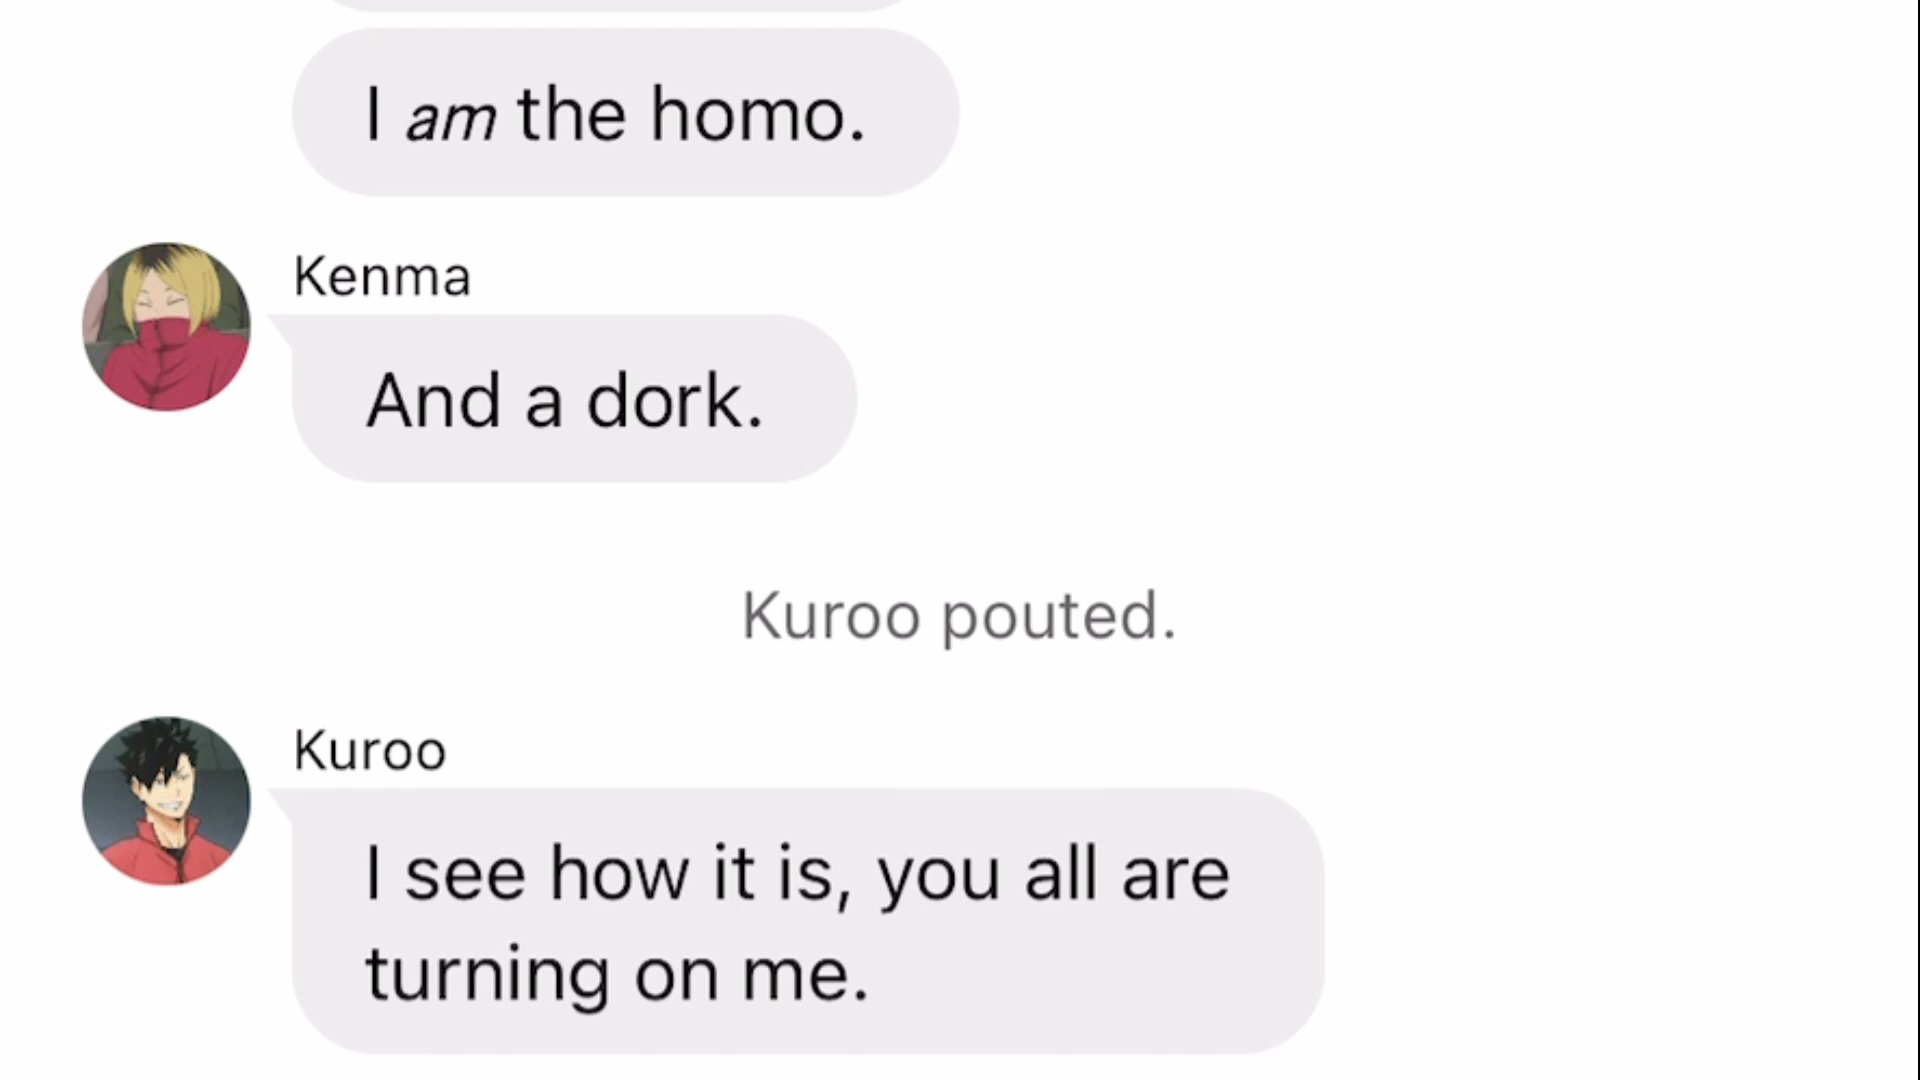 I am the homo.
Kenma
And a dork.
Kuroo pouted.
Kuroo
I see how it is, you all are
turning on me.